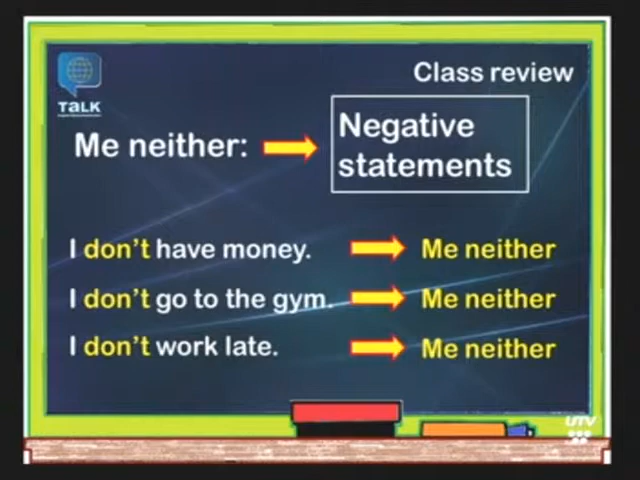 Class review
TALK
Me neither:
Negative
statements
I don't have money.
Me neither
I don't go to the gym.
Me neither
I don't work late.
Me neither
UTV